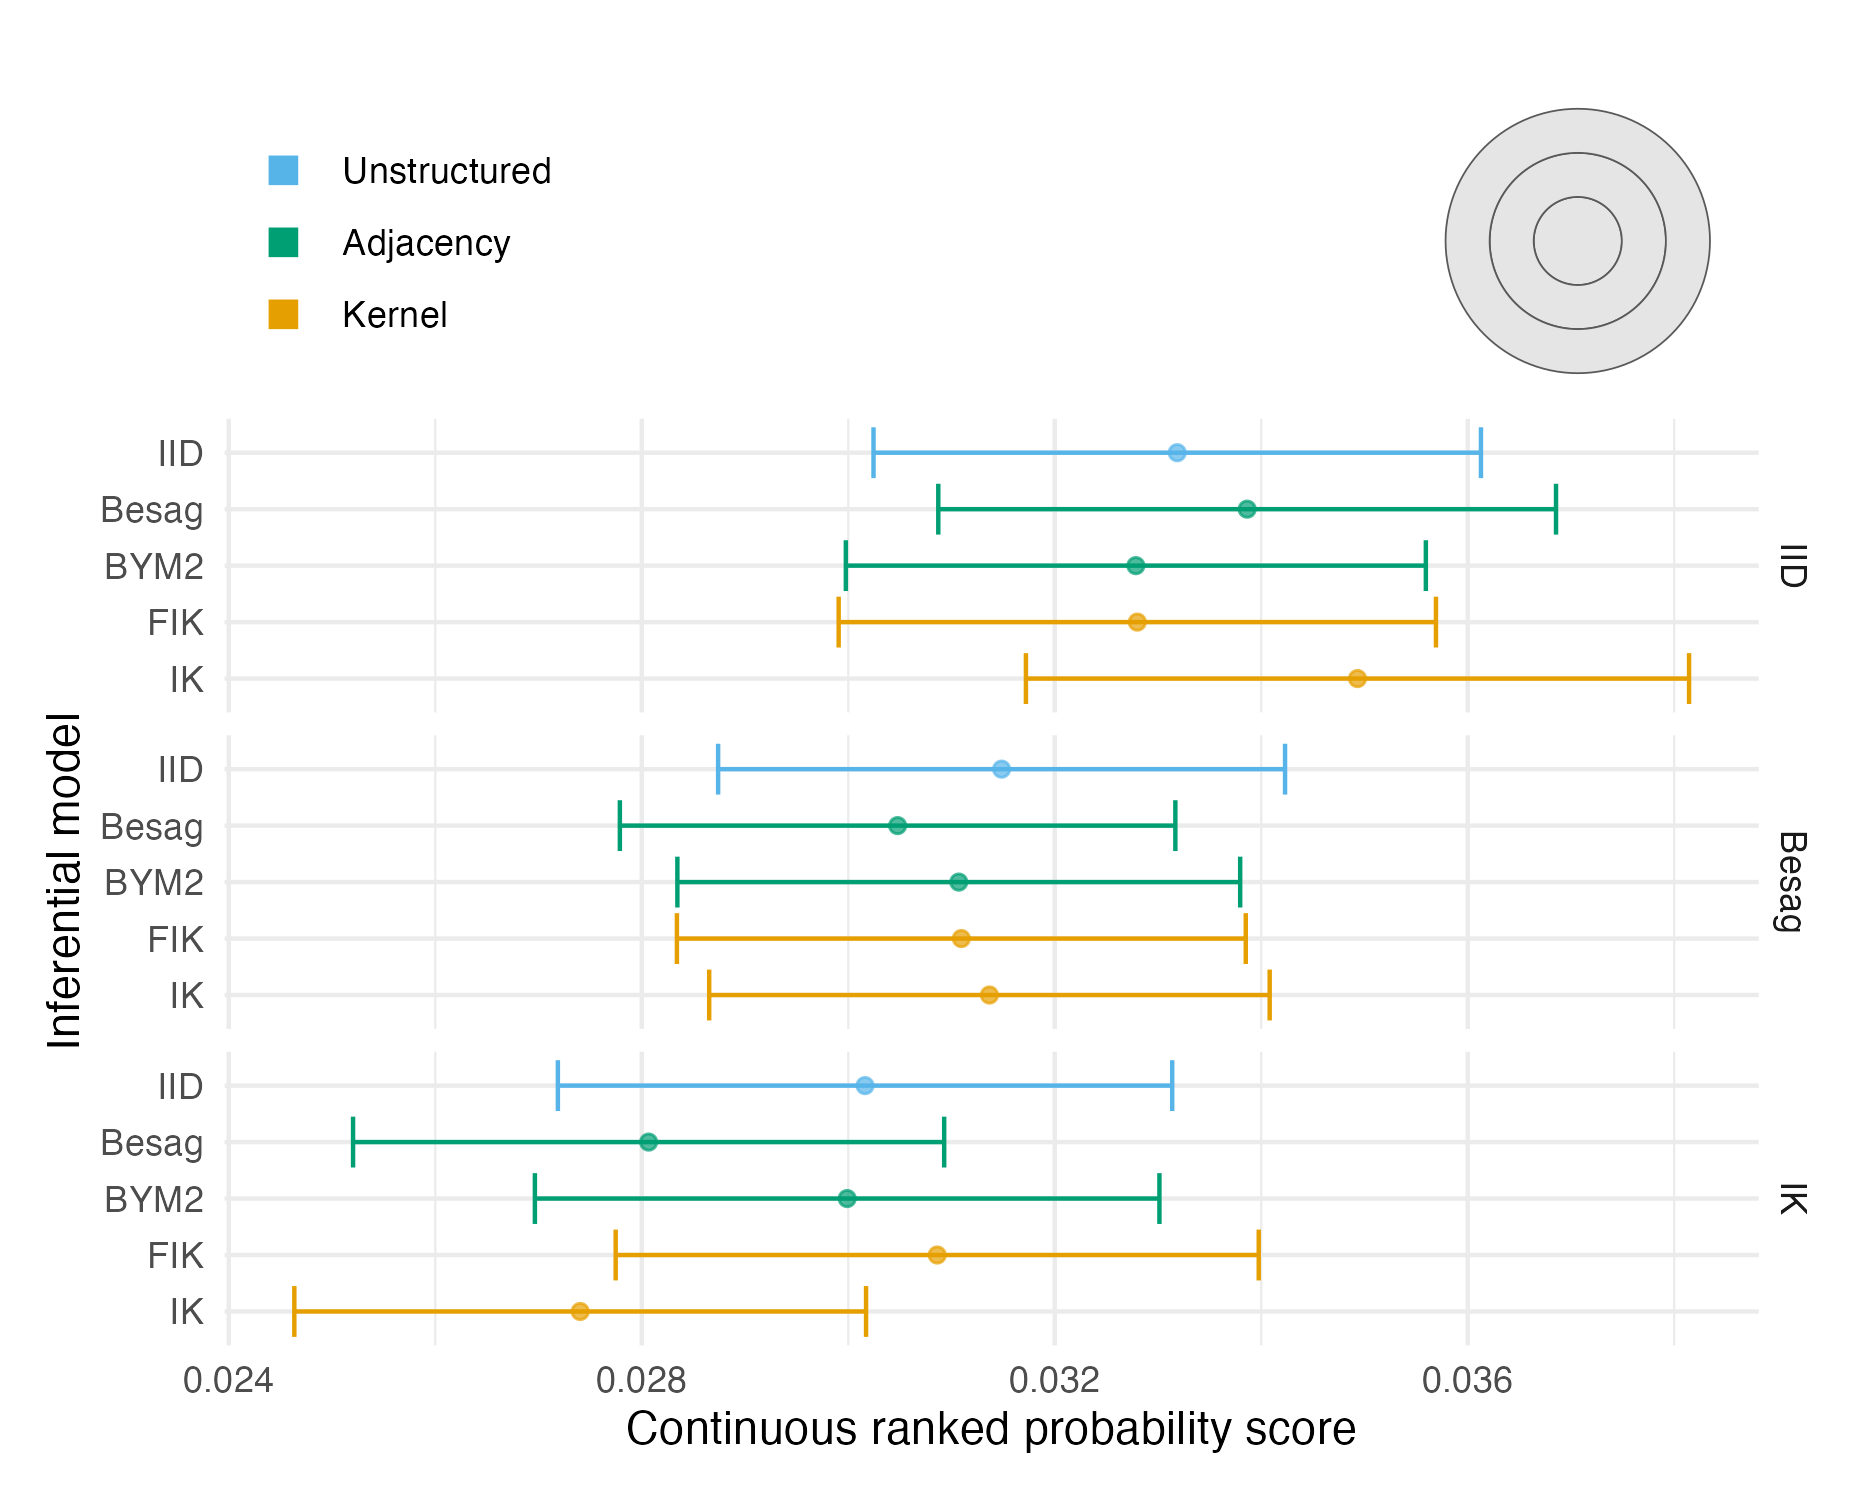 Unstructured
Adjacency
Kernel
Inferential model
IID
Besag
BYM2
FIK
IK
IID
IID
Besag
BYM2
FIK
IK
Besag
IID
Besag
BYM2
FIK
IK
IK
0.024 0.028 0.032 0.036
Continuous ranked probability score